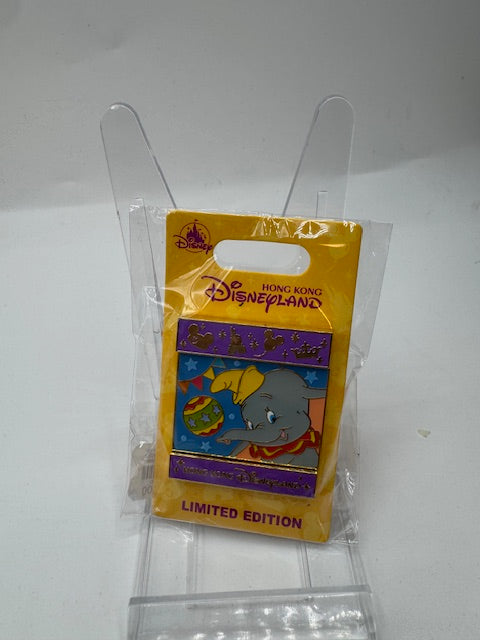 Disney
HONG KONG
DISNEYLAND
HONG KONG DISNEYLAND
LIMITED EDITION